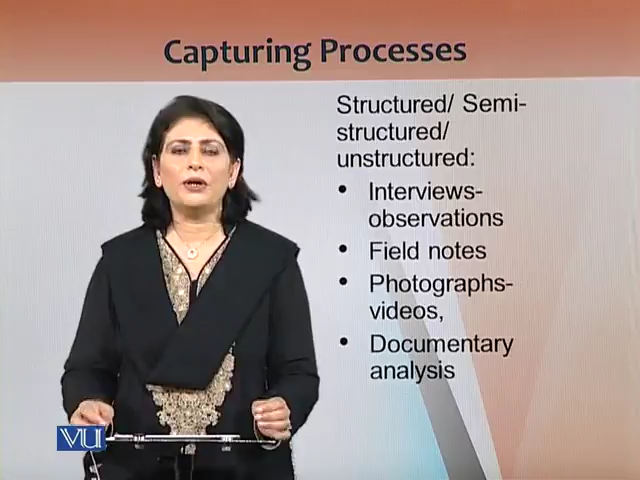 Capturing Processes
Structured/ Semi-
structured/
unstructured:
• Interviews-
observations
• Field notes
• Photographs-
videos,
• Documentary
analysis
VU